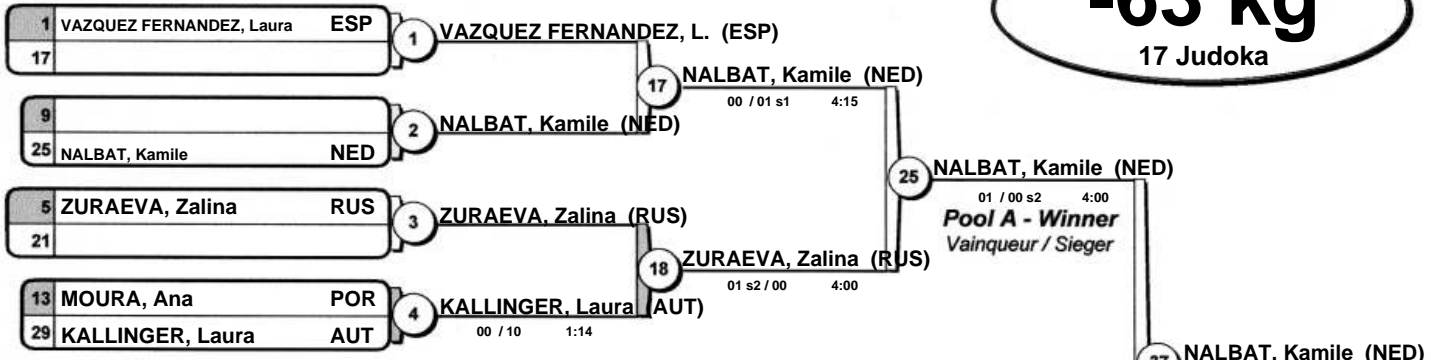 -63 kg
17 Judoka
1 VAZQUEZ FERNANDEZ, Laura ESP
17
1
VAZQUEZ FERNANDEZ, L. (ESP)
17
NALBAT, Kamile (NED)
00 / 01 s1 4:15
9
25 NALBAT, Kamile NED
2
NALBAT, Kamile (NED)
25
NALBAT, Kamile (NED)
01 / 00 s2 4:00
Pool A - Winner
Vainqueur / Sieger
5 ZURAEVA, Zalina RUS
21
3
ZURAEVA, Zalina (RUS)
18
ZURAEVA, Zalina (RUS)
01 s2 / 00 4:00
13 MOURA, Ana POR
29 KALLINGER, Laura AUT
4
KALLINGER, Laura (AUT)
00 / 10 1:14
NALBAT, Kamile (NED)